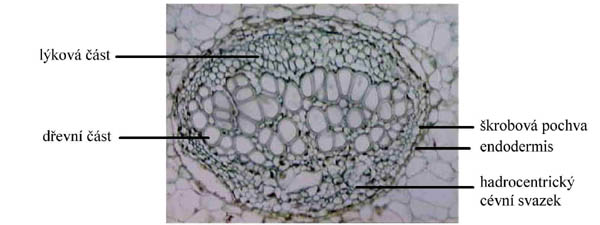 lýková část
dřevní část
škrobová pochva
endodermis
hadrocentrický
cévní svazek